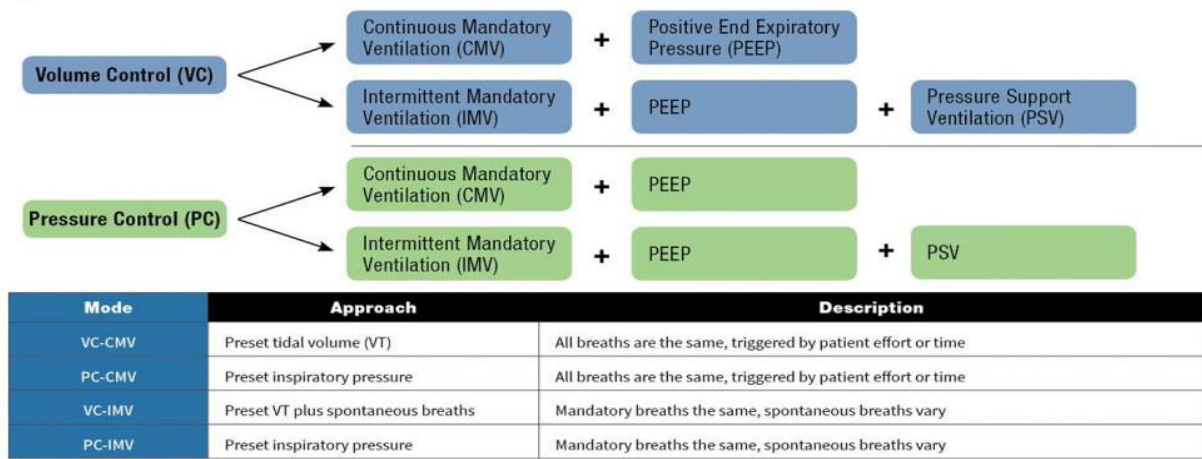 Continuous Mandatory
Ventilation (CMV)
+
Positive End Expiratory
Pressure (PEEP)
Volume Control (VC)
Intermittent Mandatory
Ventilation (IMV)
+
PEEP
+
Pressure Support
Ventilation (PSV)
Continuous Mandatory
Ventilation (CMV)
+
PEEP
Pressure Control (PC)
Intermittent Mandatory
Ventilation (IMV)
+
PEEP
+
PSV
Mode Approach Description
VC-CMV Preset tidal volume (VT) All breaths are the same, triggered by patient effort or time
PC-CMV Preset inspiratory pressure All breaths are the same, triggered by patient effort or time
VC-IMV Preset VT plus spontaneous breaths Mandatory breaths the same, spontaneous breaths vary
PC-IMV Preset inspiratory pressure Mandatory breaths the same, spontaneous breaths vary